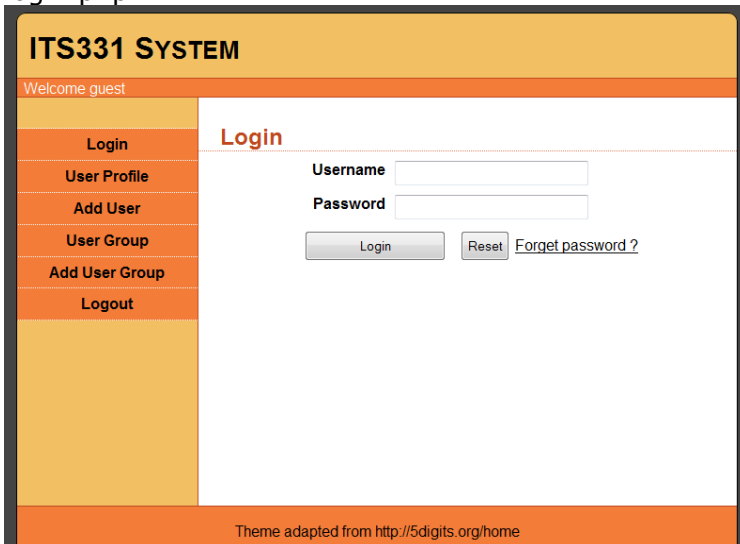 ITS331 SYSTEM
Welcome guest
Login
User Profile
Add User
User Group
Add User Group
Logout
Login
Username
Password
Login Reset Forget password ?
Theme adapted from http://5digits.org/home